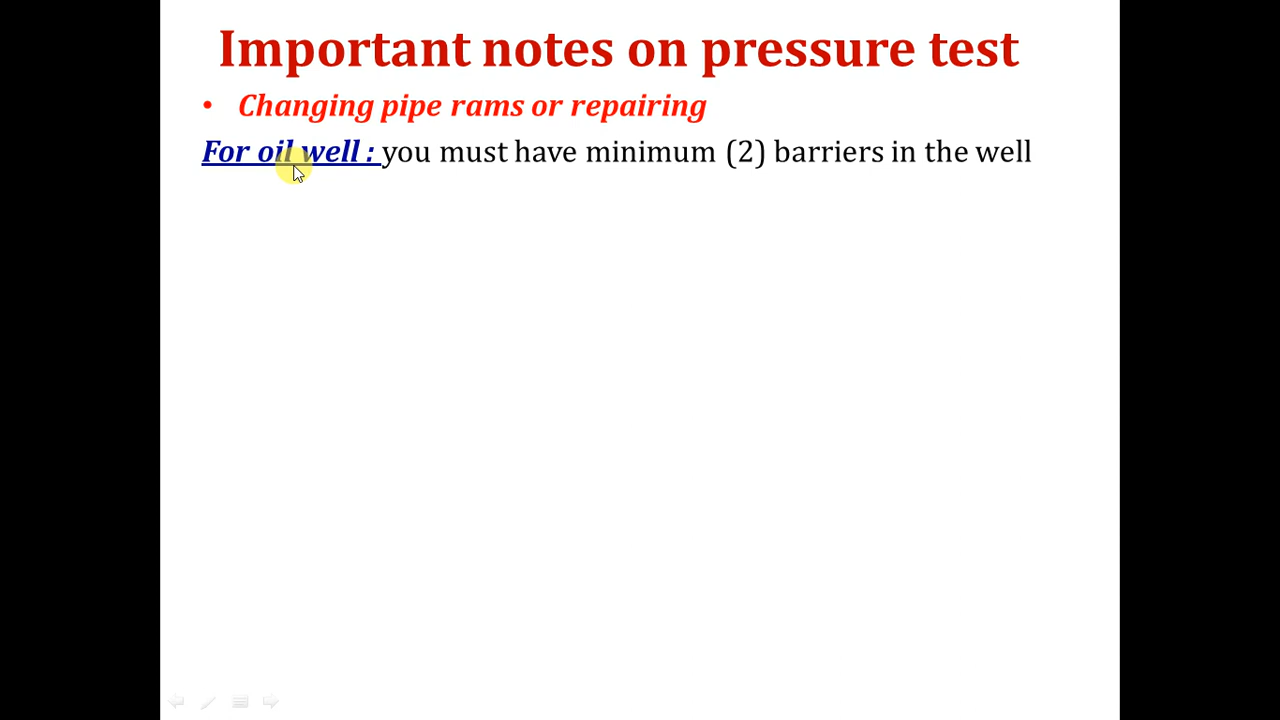 Important notes on pressure test
• Changing pipe rams or repairing
For oil well : you must have minimum (2) barriers in the well